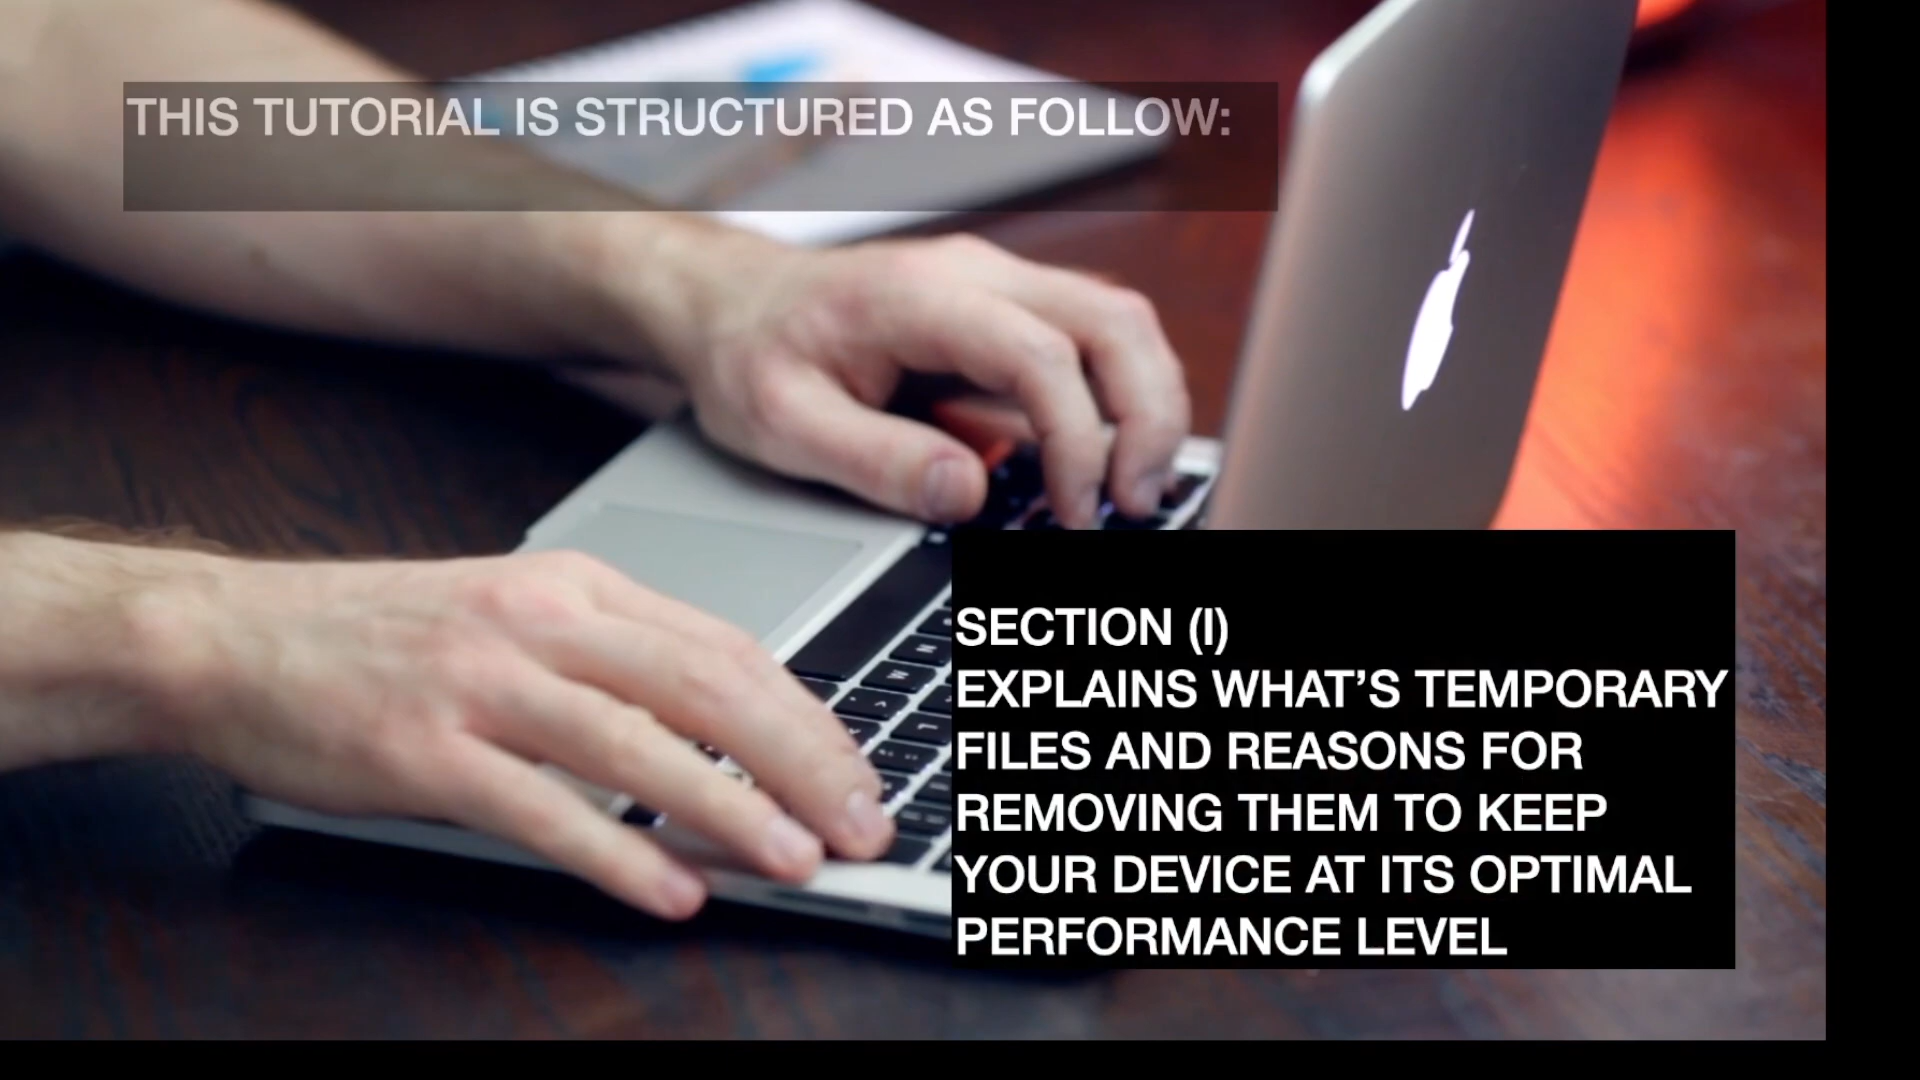 THIS TUTORIAL IS STRUCTURED AS FOLLOW:
SECTION (I)
EXPLAINS WHAT’S TEMPORARY
FILES AND REASONS FOR
REMOVING THEM TO KEEP
YOUR DEVICE AT ITS OPTIMAL
PERFORMANCE LEVEL